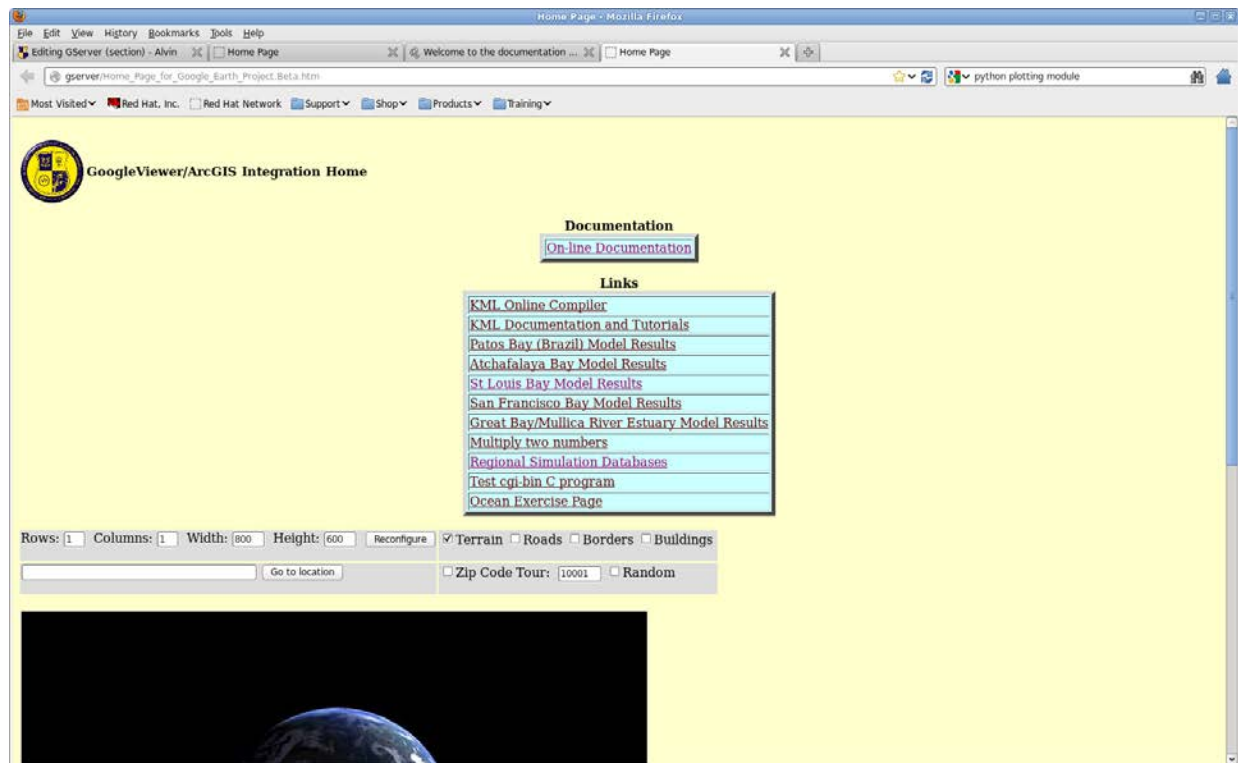 Home Page - Mozilla Firefox
File Edit View History Bookmarks Tools Help
Editing GServer (section) - Alvin Home Page Welcome to the documentation ... Home Page
gserver/Home_Page_for_Google_Earth_Project.Beta.htm python plotting module
Most Visited Red Hat, Inc. Red Hat Network Support Shop Products Training
GoogleViewer/ArcGIS Integration Home
Documentation
On-line Documentation
Links
KML Online Compiler
KML Documentation and Tutorials
Patos Bay (Brazil) Model Results
Atchafalaya Bay Model Results
St Louis Bay Model Results
San Francisco Bay Model Results
Great Bay/Mullica River Estuary Model Results
Multiply two numbers
Regional Simulation Databases
Test cgi-bin C program
Ocean Exercise Page
Rows: 1 Columns: 1 Width: 800 Height: 600 Reconfigure Terrain Roads Borders Buildings
Go to location Zip Code Tour: 10001 Random